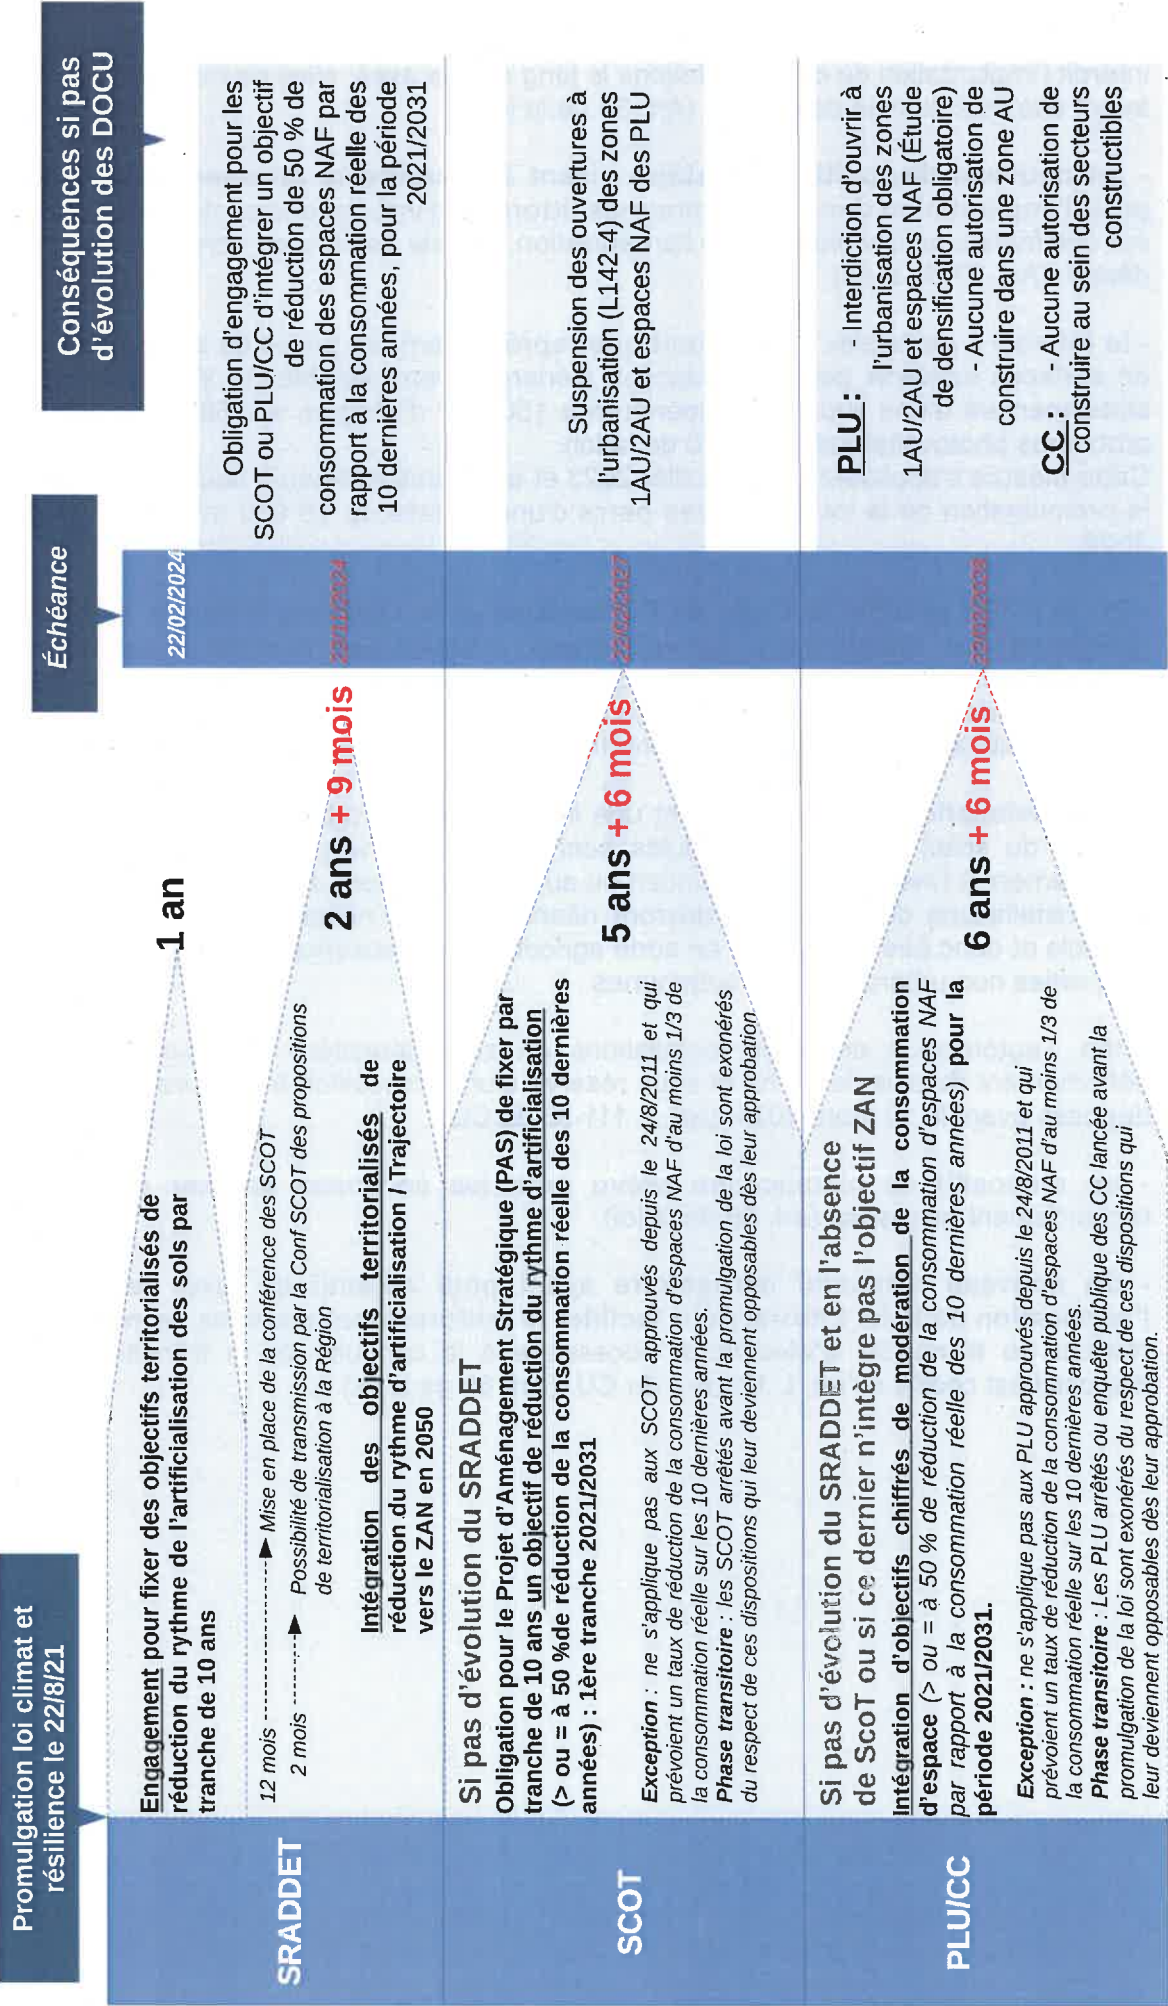 Promulgation loi climat et
résilience le 22/8/21
Échéance
Conséquences si pas
d'évolution des DOCU
SRADDET
Engagement pour fixer des objectifs territorialisés de
réduction du rythme de l'artificialisation des sols par
tranche de 10 ans
1 an
22/02/2024
12 mois ---------------► Mise en place de la conférence des SCOT
2 mois --------► Possibilité de transmission par la Conf SCOT des propositions
de territorialisation à la Région
Intégration des objectifs territorialisés de
réduction du rythme d'artificialisation / Trajectoire
vers le ZAN en 2050
2 ans + 9 mois
22/11/2024
Obligation d'engagement pour les
SCOT ou PLUi/CC d'intégrer un objectif
de réduction de 50 % de
consommation des espaces NAF par
rapport à la consommation réelle des
10 dernières années, pour la période
2021/2031
SCOT
Si pas d'évolution du SRADDET
Obligation pour le Projet d'Aménagement Stratégique (PAS) de fixer par
tranche de 10 ans un objectif de réduction du rythme d'artificialisation
(> ou = à 50 %de réduction de la consommation réelle des 10 dernières
années) : 1ère tranche 2021/2031
Exception : ne s'applique pas aux SCOT approuvés depuis le 24/8/2011 et qui
prévoient un taux de réduction de la consommation d'espaces NAF d'au moins 1/3 de
la consommation réelle sur les 10 dernières années.
Phase transitoire : les SCOT arrêtés avant la promulgation de la loi sont exonérés
du respect de ces dispositions qui leur deviennent opposables dès leur approbation.
5 ans + 6 mois
22/02/2027
Suspension des ouvertures à
l'urbanisation (L142-4) des zones
1AU/2AU et espaces NAF des PLU
PLU/CC
Si pas d'évolution du SRADDET et en l'absence
de ScoT ou si ce dernier n'intègre pas l'objectif ZAN
Intégration d'objectifs chiffrés de modération de la consommation
d'espace (> ou = à 50 % de réduction de la consommation d'espaces NAF
par rapport à la consommation réelle des 10 dernières années) pour la
période 2021/2031.
Exception : ne s'applique pas aux PLU approuvés depuis le 24/8/2011 et qui
prévoient un taux de réduction de la consommation d'espaces NAF d'au mins 1/3 de
la consommation réelle sur les 10 dernières années.
Phase transitoire : Les PLU arrêtés ou enquête publique des CC lancée avant la
promulgation de la loi sont exonérés du respect de ces dispositions qui
leur deviennent opposables dès leur approbation.
6 ans + 6 mois
22/02/2028
PLU : - Interdiction d'ouvrir à
l'urbanisation des zones
1AU/2AU et espaces NAF (Étude
de densification obligatoire)
- Aucune autorisation de
construire dans une zone AU
CC : - Aucune autorisation de
construire au sein des secteurs
constructibles